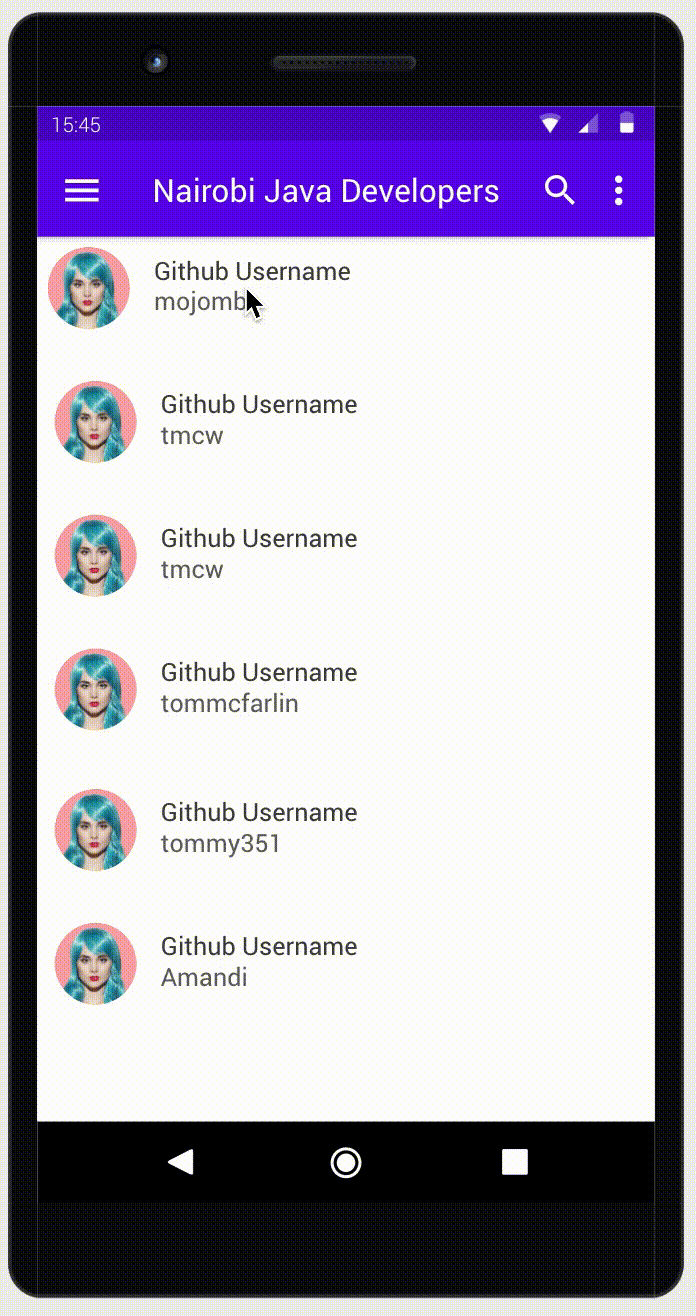 15:45
Nairobi Java Developers
Github Username
mojomb
Github Username
tmcw
Github Username
tmcw
Github Username
tommcfarlin
Github Username
tommy351
Github Username
Amandi